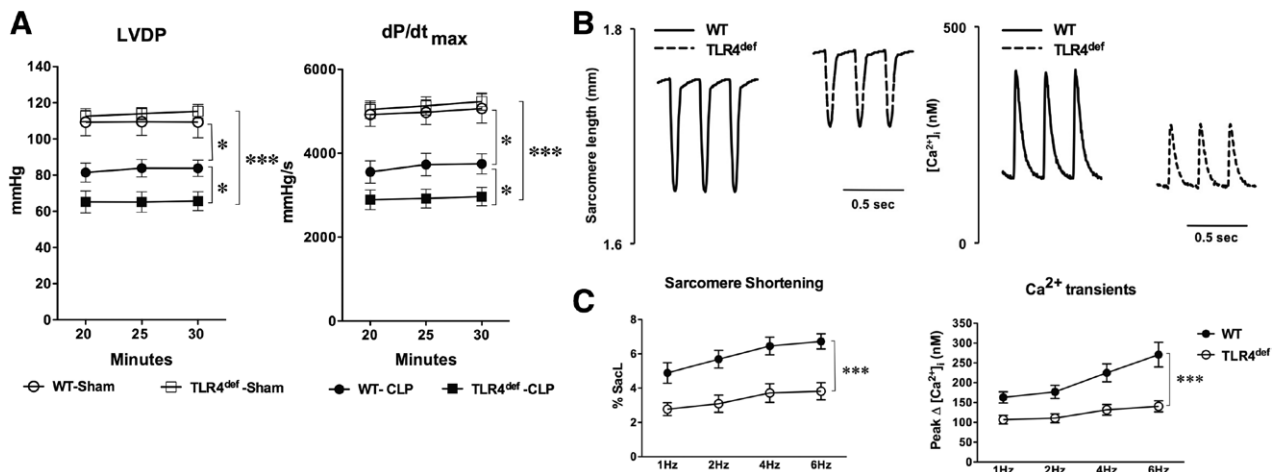 A
LVDP
mmHg
140
120
100
80
60
40
20
0
20 25 30
Minutes
*
*
***
dP/dt max
mmHg/s
6000
4000
2000
0
20 25 30
Minutes
*
*
***
WT-Sham
TLR4def-Sham
WT- CLP
TLR4def-CLP
B
Sarcomere length (mm)
1.8
1.6
WT
TLR4def
0.5 sec
[Ca2+]i (nM)
500
0
WT
TLR4def
0.5 sec
C
Sarcomere Shortening
% SacL
8
6
4
2
0
1Hz 2Hz 4Hz 6Hz
***
Ca2+ transients
Peak Δ [Ca2+]i (nM)
350
300
250
200
150
100
50
0
1Hz 2Hz 4Hz 6Hz
***
WT
TLR4def